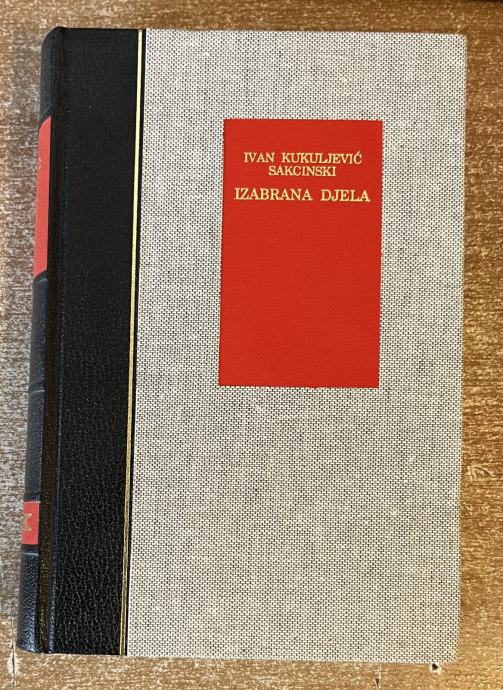 IVAN KUKULJEVIĆ
SAKCINSKI
IZABRANA DJELA